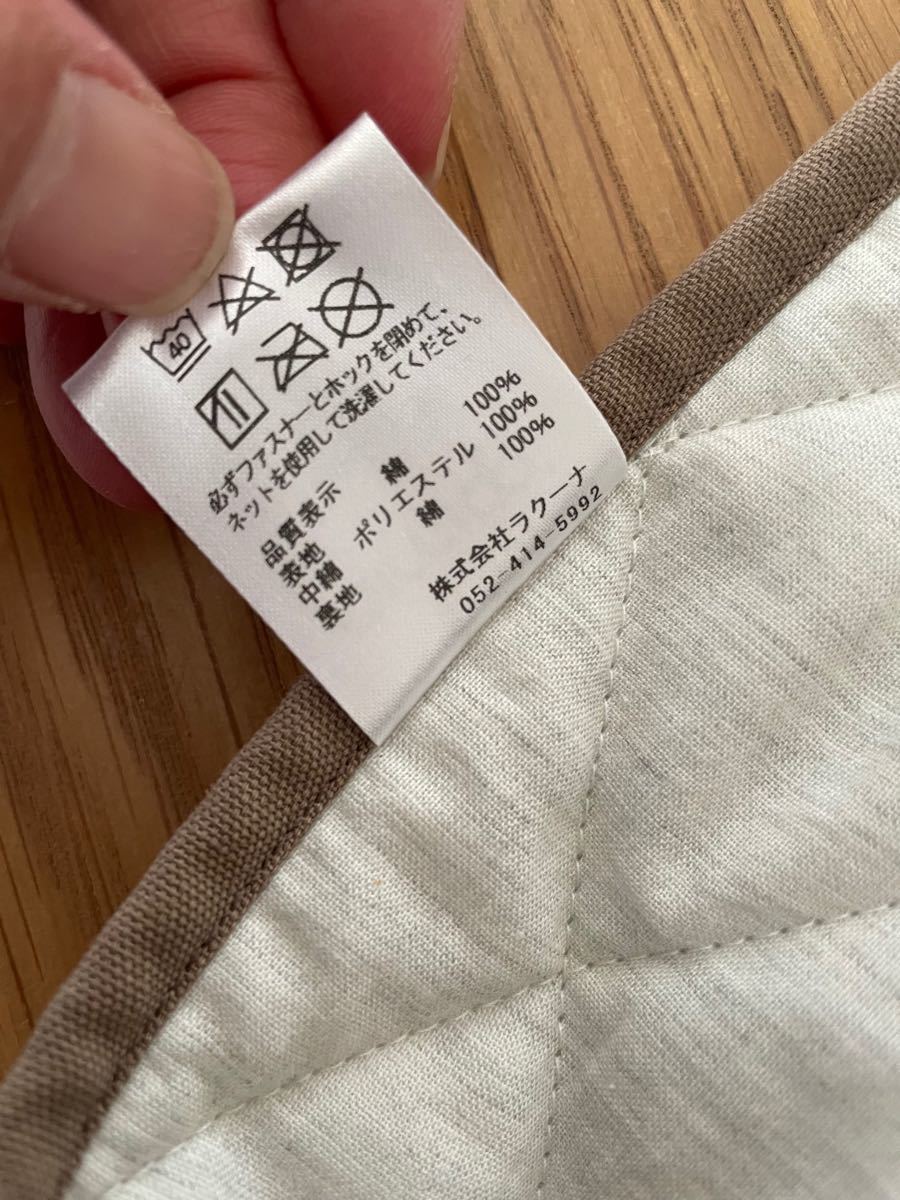 40
必ずファスナーとホックを閉めて、
ネットを使用して洗濯してください。
品質表示
表地 綿 100%
中綿 ポリエステル 100%
裏地 綿 100%
株式会社ラクーナ
052-414-5992